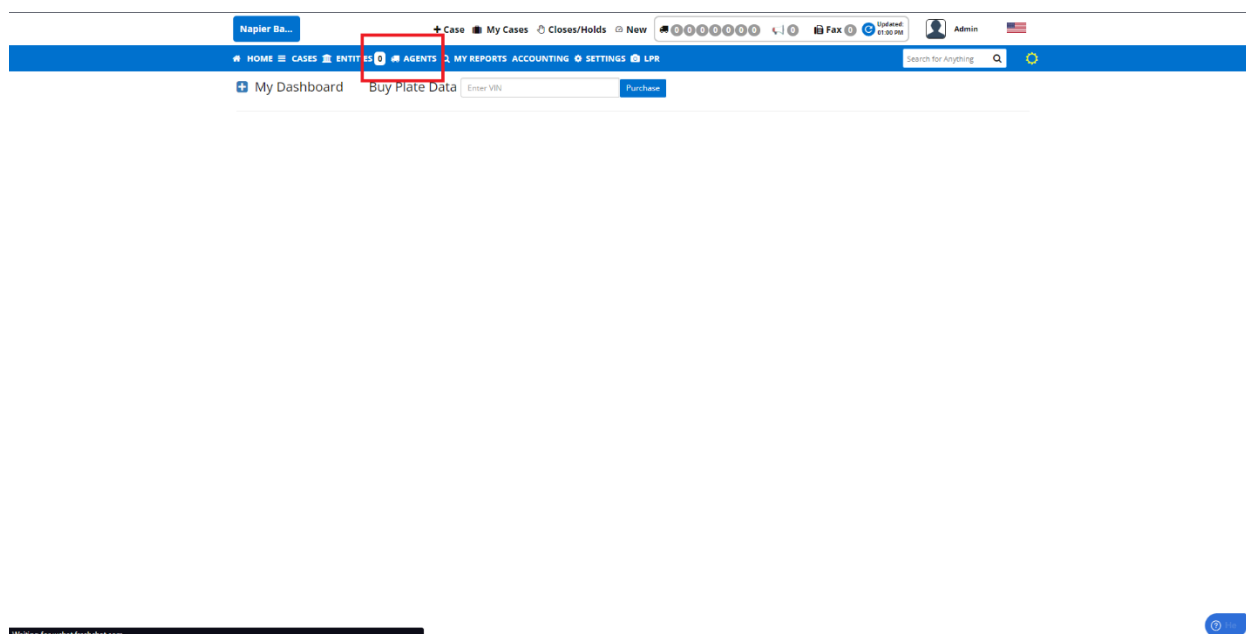 Napier Ba...
+ Case My Cases Closes/Holds New 0 0 0 0 0 0 0 0 Fax 0 Updated: 01:00 PM Admin
HOME CASES ENTITIES 0 AGENTS MY REPORTS ACCOUNTING SETTINGS LPR Search for Anything
My Dashboard Buy Plate Data Enter VIN Purchase